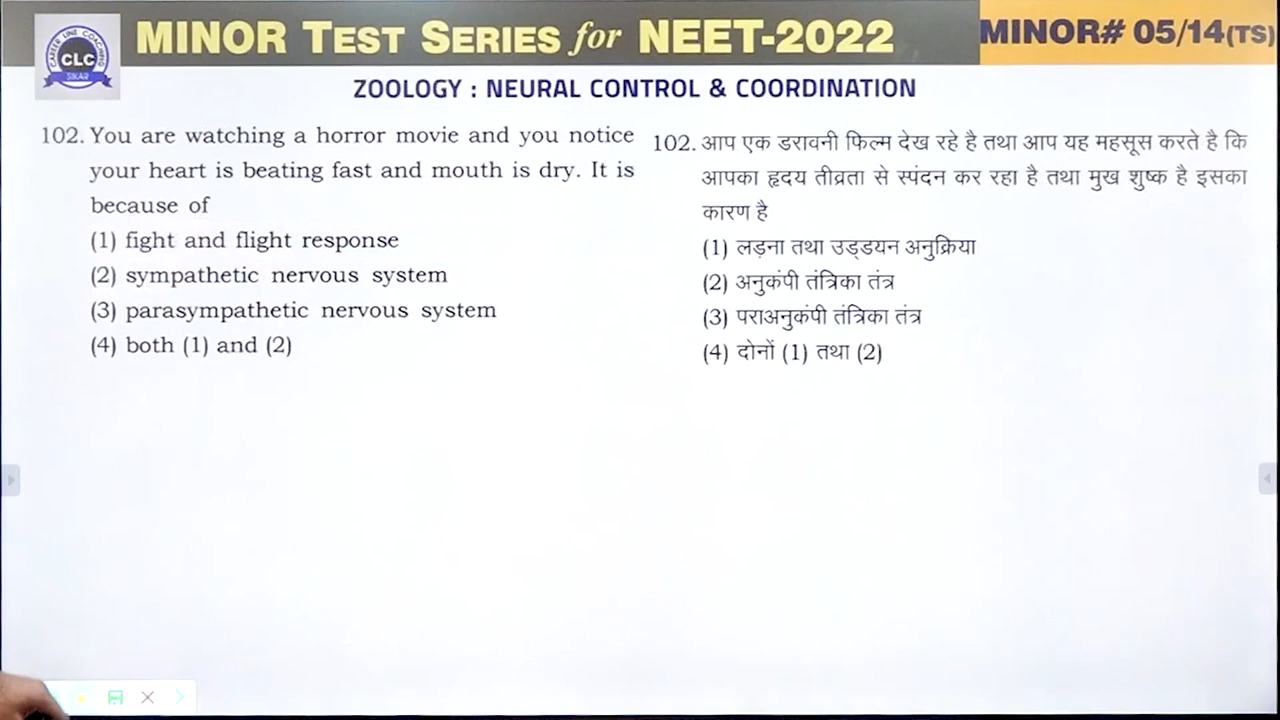 CAREER LINE COACHING
CLC
SIKAR
MINOR TEST SERIES for NEET-2022
MINOR# 05/14(TS)
ZOOLOGY : NEURAL CONTROL & COORDINATION
102. You are watching a horror movie and you notice
your heart is beating fast and mouth is dry. It is
because of
(1) fight and flight response
(2) sympathetic nervous system
(3) parasympathetic nervous system
(4) both (1) and (2)
102. आप एक डरावनी फिल्म देख रहे है तथा आप यह महसूस करते है कि
आपका हृदय तीव्रता से स्पंदन कर रहा है तथा मुख शुष्क है इसका
कारण है
(1) लड़ना तथा उड्डयन अनुक्रिया
(2) अनुकंपी तंत्रिका तंत्र
(3) पराअनुकंपी तंत्रिका तंत्र
(4) दोनों (1) तथा (2)